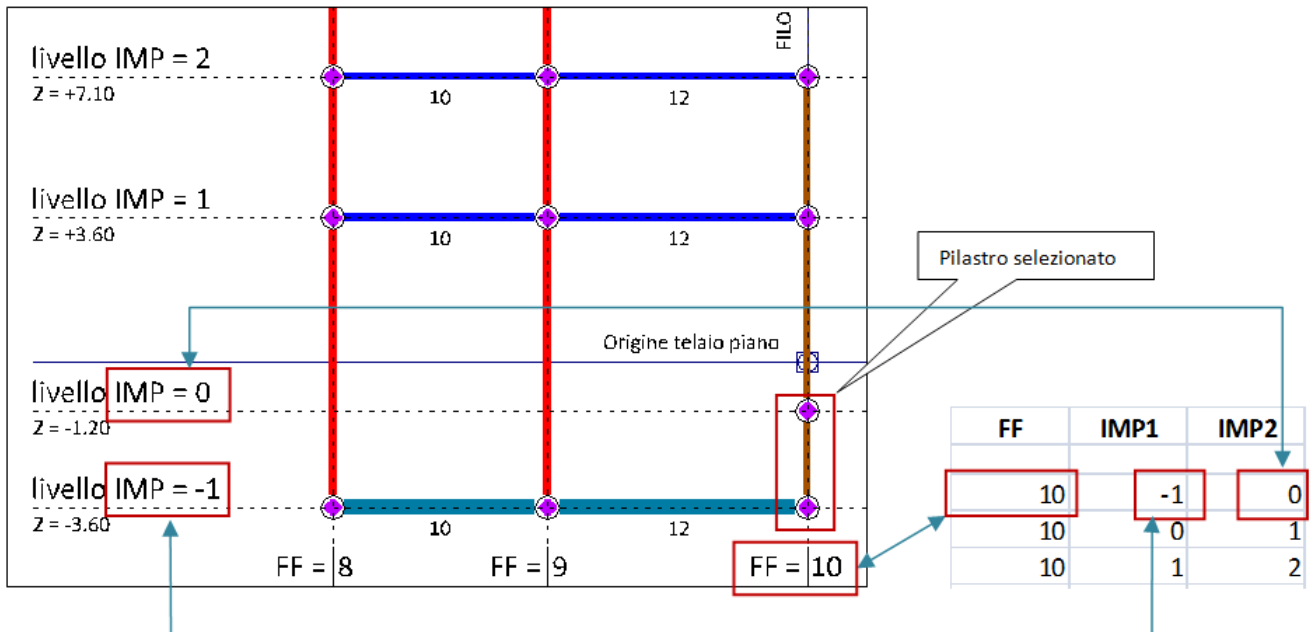 FILO
livello IMP = 2
Z = +7.10
10
12
livello IMP = 1
Z = +3.60
10
12
Pilastro selezionato
Origine telaio piano
livello IMP = 0
Z = -1.20
livello IMP = -1
Z = -3.60
10
12
FF = 8
FF = 9
FF = 10
FF IMP1 IMP2
10 -1 0
10 0 1
10 1 2